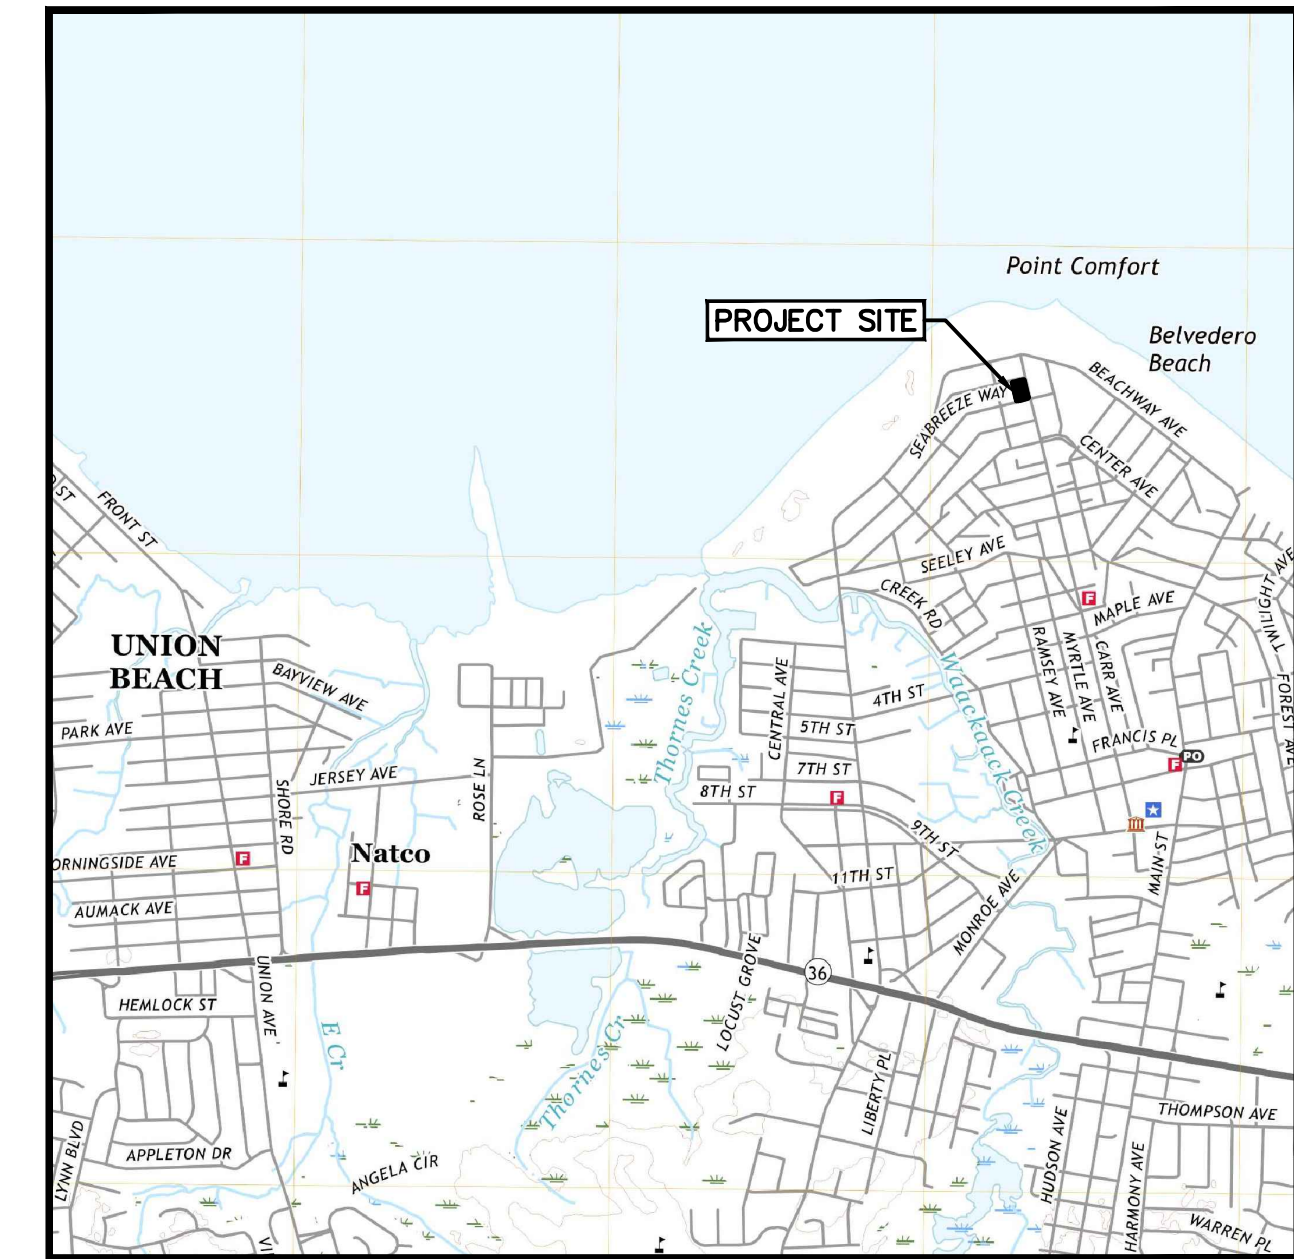 Point Comfort
PROJECT SITE
Belvedero
Beach
BEACHWAY AVE
SEABREEZE WAY
CENTER AVE
FRONT ST
SEELEY AVE
TWILIGHT AVE
CREEK RD
MAPLE AVE
UNION
BEACH
BAYVIEW AVE
Thornes Creek
Waackaack Creek
RAMSEY AVE
MYRTLE AVE
CARR AVE
FOREST AVE
CENTRAL AVE
4TH ST
PARK AVE
5TH ST
FRANCIS PL
F
PO
F
JERSEY AVE
ROSE LN
7TH ST
8TH ST
F
SHORE RD
9TH ST
Natco
ORNINGSIDE AVE
F
F
11TH ST
MAIN ST
AUMACK AVE
MONROE AVE
UNION AVE
LOCUST GROVE
36
HEMLOCK ST
E Cr
Thornes Cr
LIBERTY PL
THOMPSON AVE
LYNN BLVD
APPLETON DR
ANGELA CIR
HUDSON AVE
HARMONY AVE
WARREN PL
VI